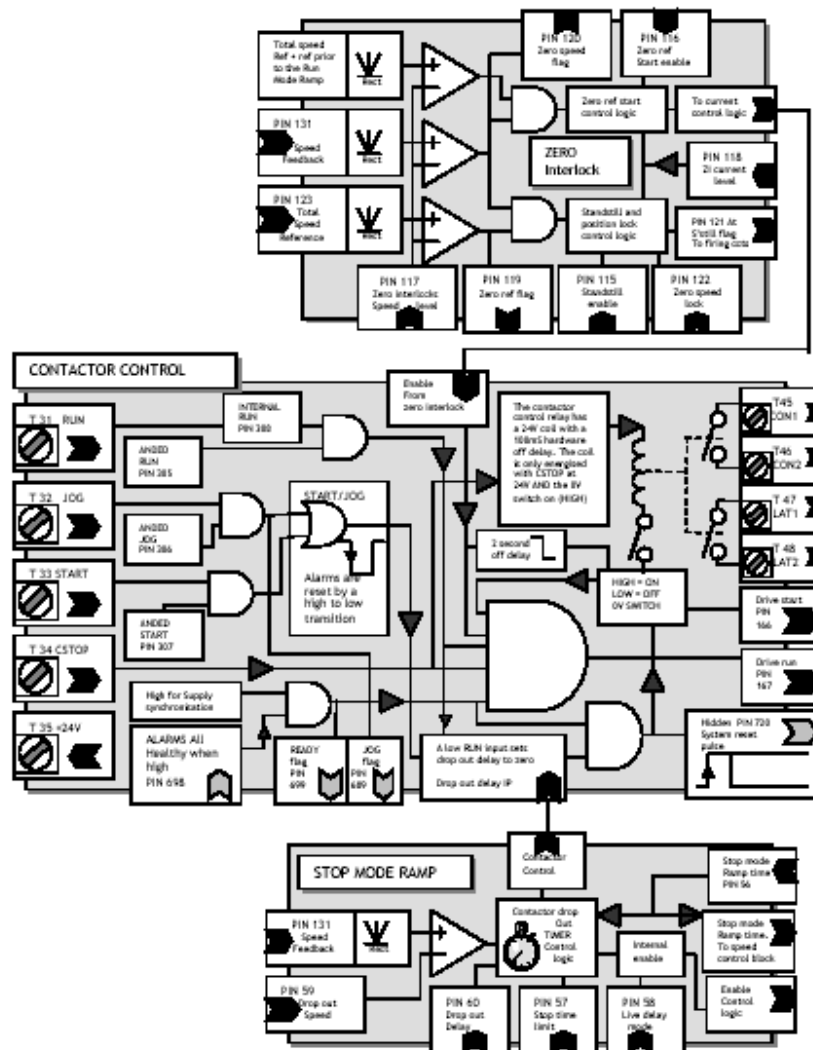 Total speed
Ref + ref prior
to the Run
Mode Ramp
Rect
PIN 120
Zero speed
flag
PIN 116
Zero ref
Start enable
Zero ref start
control logic
To current
control logic
PIN 131
Speed
Feedback
Rect
ZERO
Interlock
PIN 118
ZI current
level
PIN 123
Total
Speed
Reference
Rect
Standstill and
position lock
control logic
PIN 121 At
S'still flag
To firing ccts
PIN 117
Zero interlocks
Speed level
PIN 119
Zero ref flag
PIN 115
Standstill
enable
PIN 122
Zero speed
lock
CONTACTOR CONTROL
Enable
From
zero interlock
T 31 RUN
INTERNAL
RUN
PIN 308
ANDED
RUN
PIN 305
The contactor
control relay has
a 24V coil with a
100mS hardware
off delay. The coil
is only energised
with CSTOP at
24V AND the 0V
switch on (HIGH)
T45
CON1
T46
CON2
T 47
LAT1
T 48
LAT2
T 32 JOG
ANDED
JOG
PIN 306
START/JOG
Alarms are
reset by a
high to low
transition
2 second
off delay
T 33 START
ANDED
START
PIN 307
HIGH = ON
LOW = OFF
0V SWITCH
Drive start
PIN
166
T 34 CSTOP
Drive run
PIN
167
High for Supply
synchronisation
T 35 +24V
ALARMS All
Healthy when
high
PIN 698
READY
flag
PIN
699
JOG
flag
PIN
689
A low RUN input sets
drop out delay to zero
Drop out delay IP
Hidden PIN 720
System reset
pulse
STOP MODE RAMP
Contactor
Control
Stop mode
Ramp time
PIN 56
PIN 131
Speed
Feedback
Rect
Contactor drop
Out
TIMER
Control
logic
Stop mode
Ramp time.
To speed
control block
Internal
enable
PIN 59
Drop out
Speed
PIN 60
Drop out
Delay
PIN 57
Stop time
limit
PIN 58
Live delay
mode
Enable
Control
logic